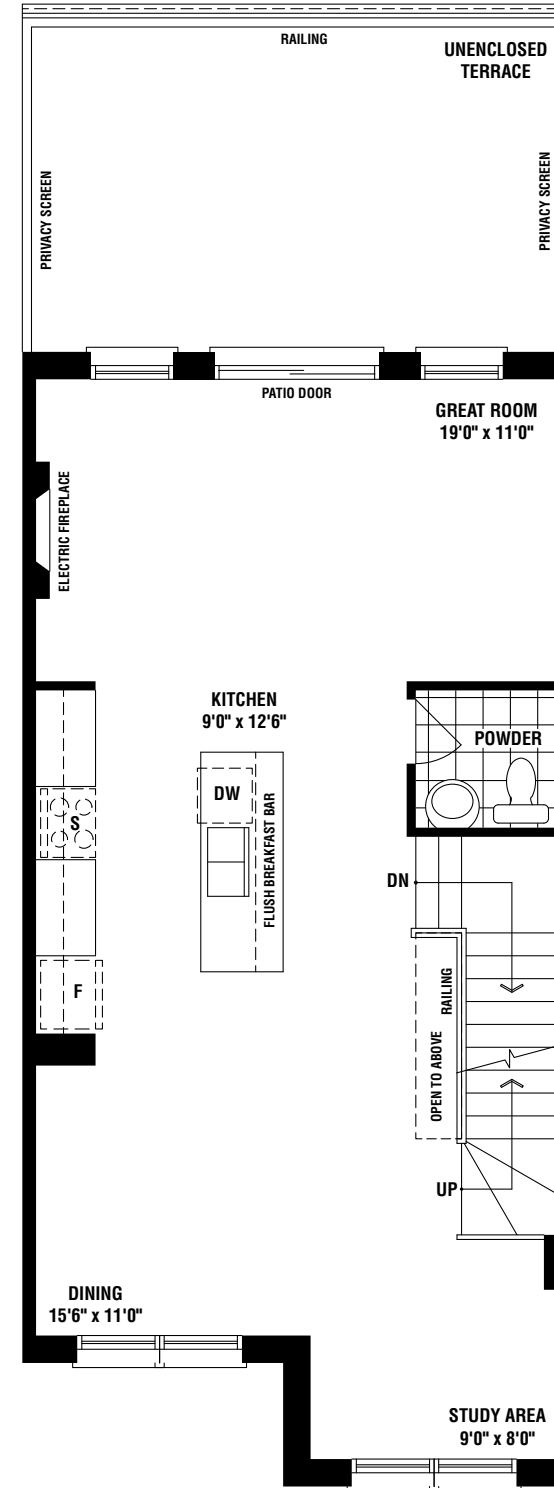 RAILING
UNENCLOSED
TERRACE
PRIVACY SCREEN
PRIVACY SCREEN
PATIO DOOR
GREAT ROOM
19'0" x 11'0"
ELECTRIC FIREPLACE
KITCHEN
9'0" x 12'6"
POWDER
DW
S
FLUSH BREAKFAST BAR
DN
F
RAILING
OPEN TO ABOVE
UP
DINING
15'6" x 11'0"
STUDY AREA
9'0" x 8'0"